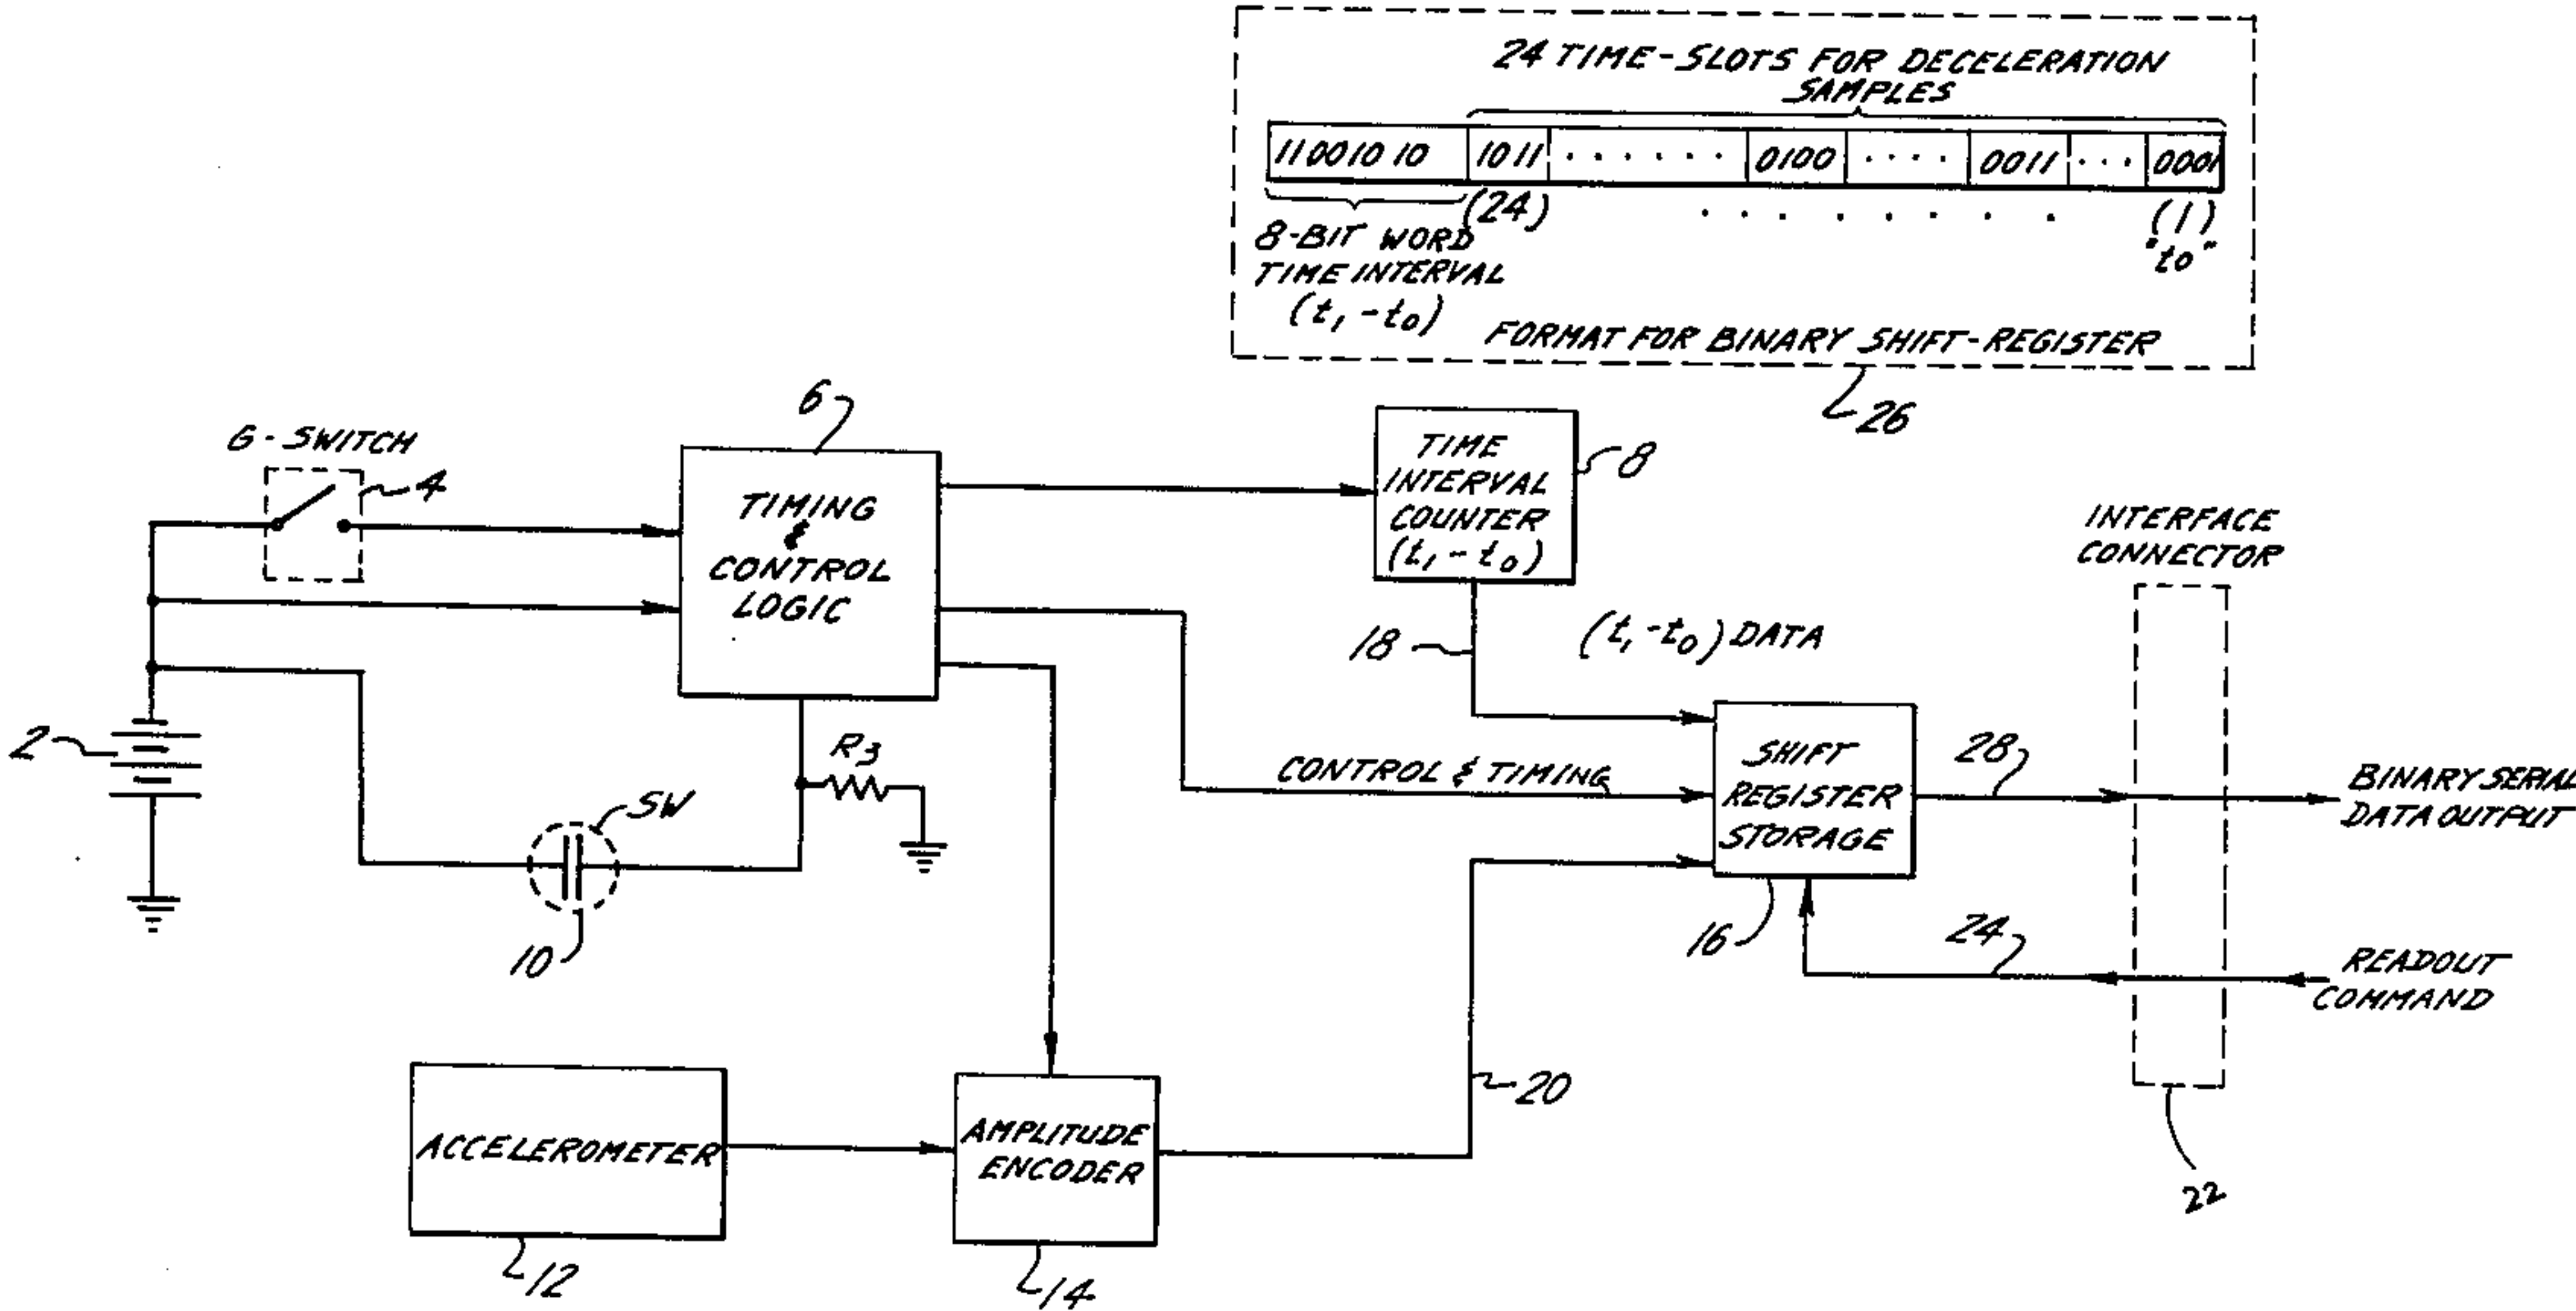 24 TIME-SLOTS FOR DECELERATION
SAMPLES
11001010
1011
0100
0011
0001
(24)
(1)
"to"
8-BIT WORD
TIME INTERVAL
(t₁ - t₀)
FORMAT FOR BINARY SHIFT-REGISTER
26
G-SWITCH
4
6
TIMING
&
CONTROL
LOGIC
TIME
INTERVAL
COUNTER
(t₁ - t₀)
8
INTERFACE
CONNECTOR
18
(t₁ - t₀) DATA
2
R3
SW
10
CONTROL & TIMING
SHIFT
REGISTER
STORAGE
16
28
BINARY SERIAL
DATA OUTPUT
24
READOUT
COMMAND
20
22
ACCELEROMETER
12
AMPLITUDE
ENCODER
14